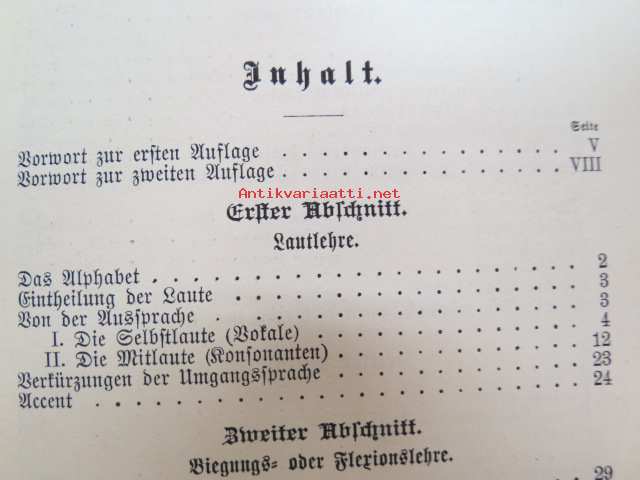 Inhalt.
Seite
Vorwort zur ersten Auflage . . . . . . . . . . . . . . V
Vorwort zur zweiten Auflage . . . . . . . . . . . . . . VIII
Antikvariaatti.net
Erster Abschnitt.
Lautlehre.
Das Alphabet . . . . . . . . . . . . . . . . . . 2
Eintheilung der Laute . . . . . . . . . . . . . . . 3
Von der Aussprache . . . . . . . . . . . . . . . 3
I. Die Selbstlaute (Vokale) . . . . . . . . . . . . 4
II. Die Mitlaute (Konsonanten) . . . . . . . . . . . 12
Verkürzungen der Umgangssprache . . . . . . . . . . . 23
Accent . . . . . . . . . . . . . . . . . . . . 24
Zweiter Abschnitt.
Biegungs- oder Flexionslehre.
29